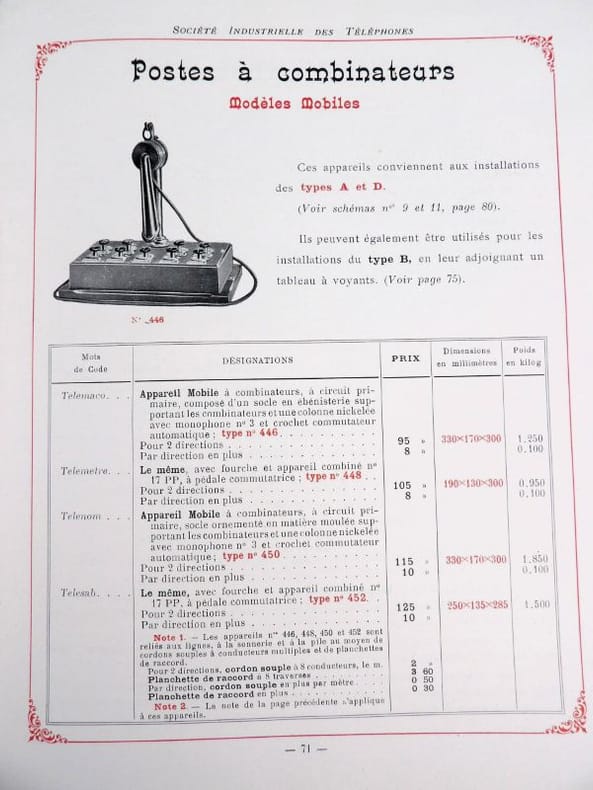 Société Industrielle des Téléphones
Postes à combinateurs
Modèles Mobiles
Ces appareils conviennent aux installations
des types A et D.
(Voir schémas nos 9 et 11, page 80).
Ils peuvent également être utilisés pour les
installations du type B, en leur adjoignant un
tableau à voyants. (Voir page 75).
No 446
Mots de Code
DÉSIGNATIONS
PRIX
Dimensions en millimètres
Poids en kilog
Telemaco. . . Appareil Mobile à combinateurs, à circuit pri-
maire, composé d'un socle en ébénisterie sup-
portant les combinateurs et une colonne nickelée
avec monophone no 3 et crochet commutateur
automatique ; type no 446. . . . . . . . . .
Pour 2 directions . . . . . . . . . . 95 » 330×170×300 1.250
Par direction en plus . . . . . . . . . . 8 » 0.100
Telemetre. . . Le même, avec fourche et appareil combiné no
17 PP, à pédale commutatrice ; type no 448 . .
Pour 2 directions . . . . . . . . . . 105 » 190×130×300 0.950
Par direction en plus . . . . . . . . . . 8 » 0.100
Telenom . . . Appareil Mobile à combinateurs, à circuit pri-
maire, socle ornementé en matière moulée sup-
portant les combinateurs et une colonne nickelée
avec monophone no 3 et crochet commutateur
automatique ; type no 450 . . . . . . . . . .
Pour 2 directions . . . . . . . . . . 115 » 330×170×300 1.850
Par direction en plus . . . . . . . . . . 10 » 0.100
Telesab. . . Le même, avec fourche et appareil combiné no
17 PP, à pédale commutatrice ; type no 452.
Pour 2 directions . . . . . . . . . . 125 » 250×135×285 1.500
Par direction en plus . . . . . . . . . . 10 »
Note 1. — Les appareils nos 446, 448, 450 et 452 sont
reliés aux lignes, à la sonnerie et à la pile au moyen de
cordons souples à conducteurs multiples et de planchettes
de raccord.
Pour 2 directions, cordon souple à 8 conducteurs, le m. 2 »
Planchette de raccord à 8 traverses . . . . . . . . . . 3 60
Par direction, cordon souple en plus par mètre . . . . 0 50
Planchette de raccord en plus . . . . . . . . . . 0 30
Note 2. — Le note de la page précédente s'applique
à ces appareils.
— 71 —